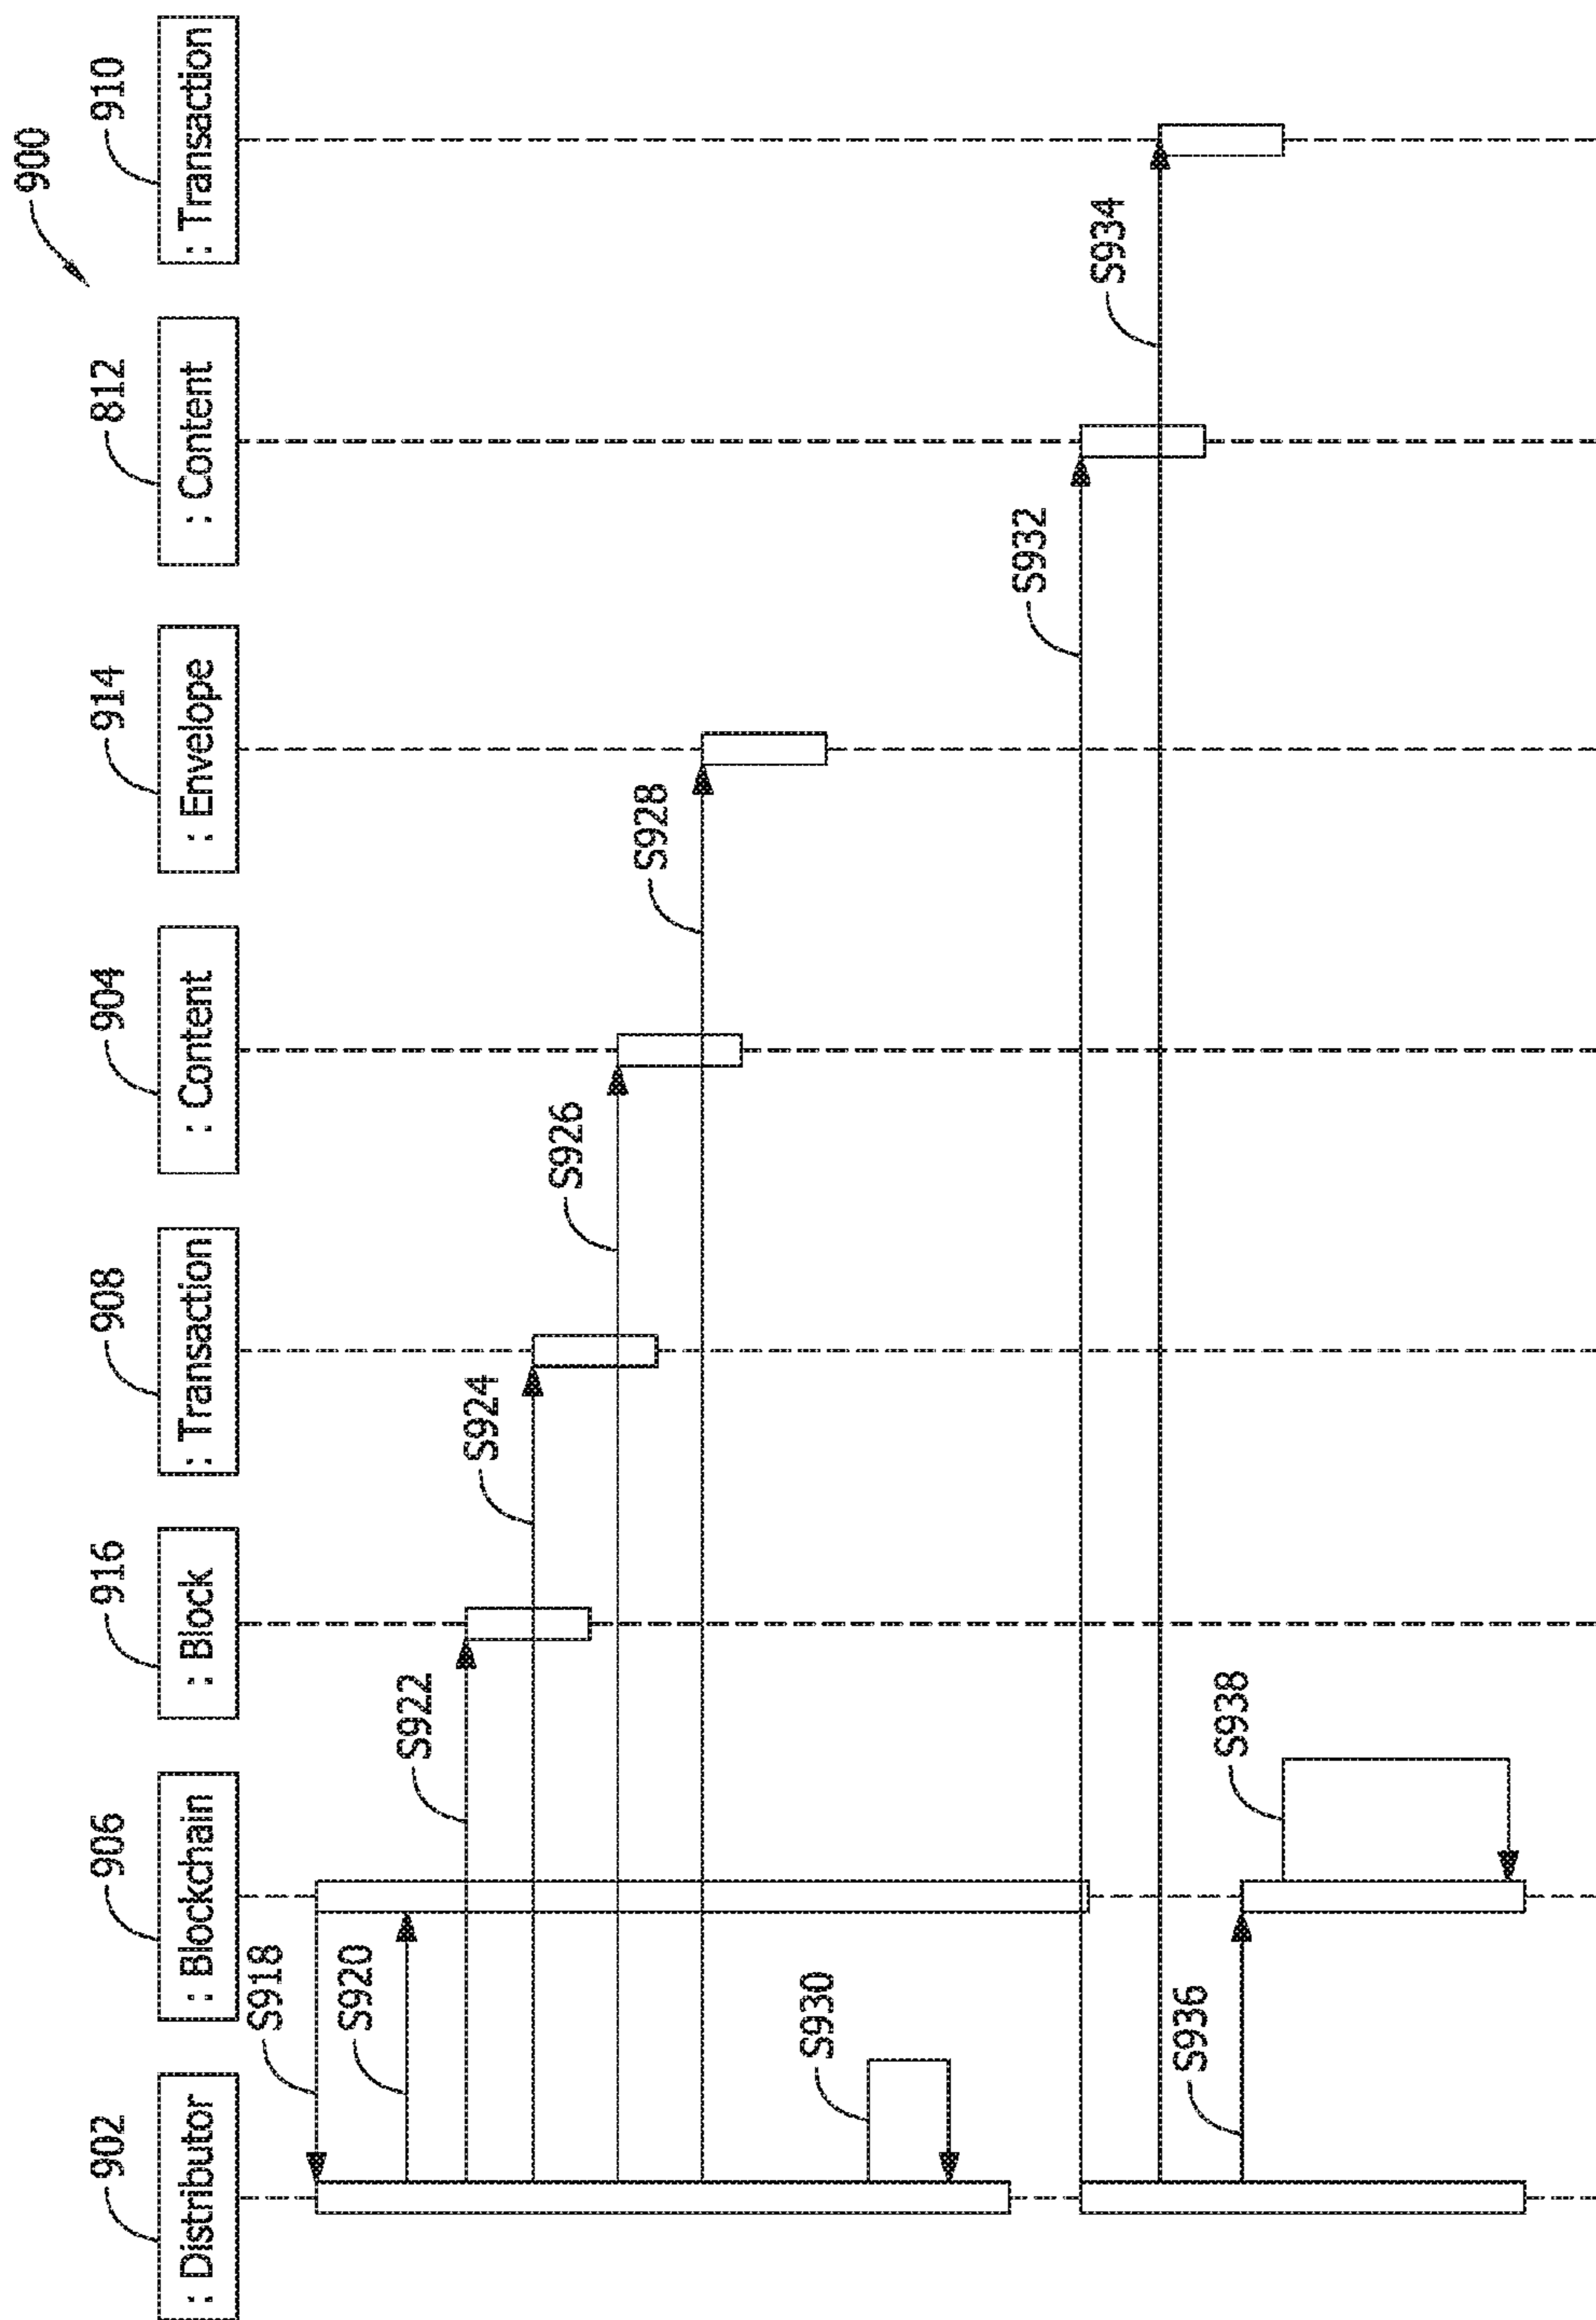 900
902
906
916
908
904
914
812
910
: Distributor
: Blockchain
: Block
: Transaction
: Content
: Envelope
: Content
: Transaction
S918
S920
S922
S924
S926
S928
S930
S932
S934
S936
S938